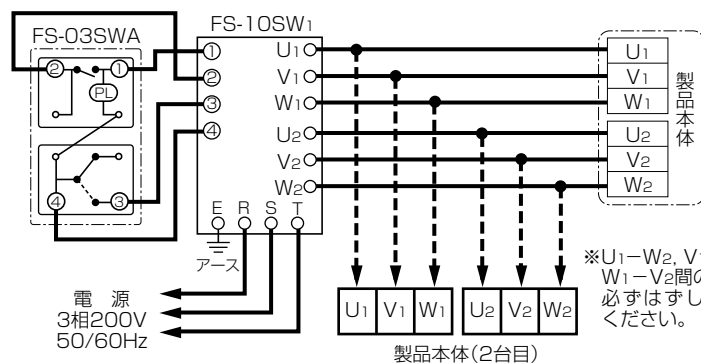 FS-10SW1
FS-03SWA
② ①
PL
④ ③
①
②
③
④
U1
V1
W1
U2
V2
W2
E R S T
アース
U1
V1
W1
U2
V2
W2
製品本体
電 源
3相200V
50/60Hz
U1 V1 W1
U2 V2 W2
製品本体(2台目)
※U1−W2, V1
W1−V2間の
必ずはずし
ください。